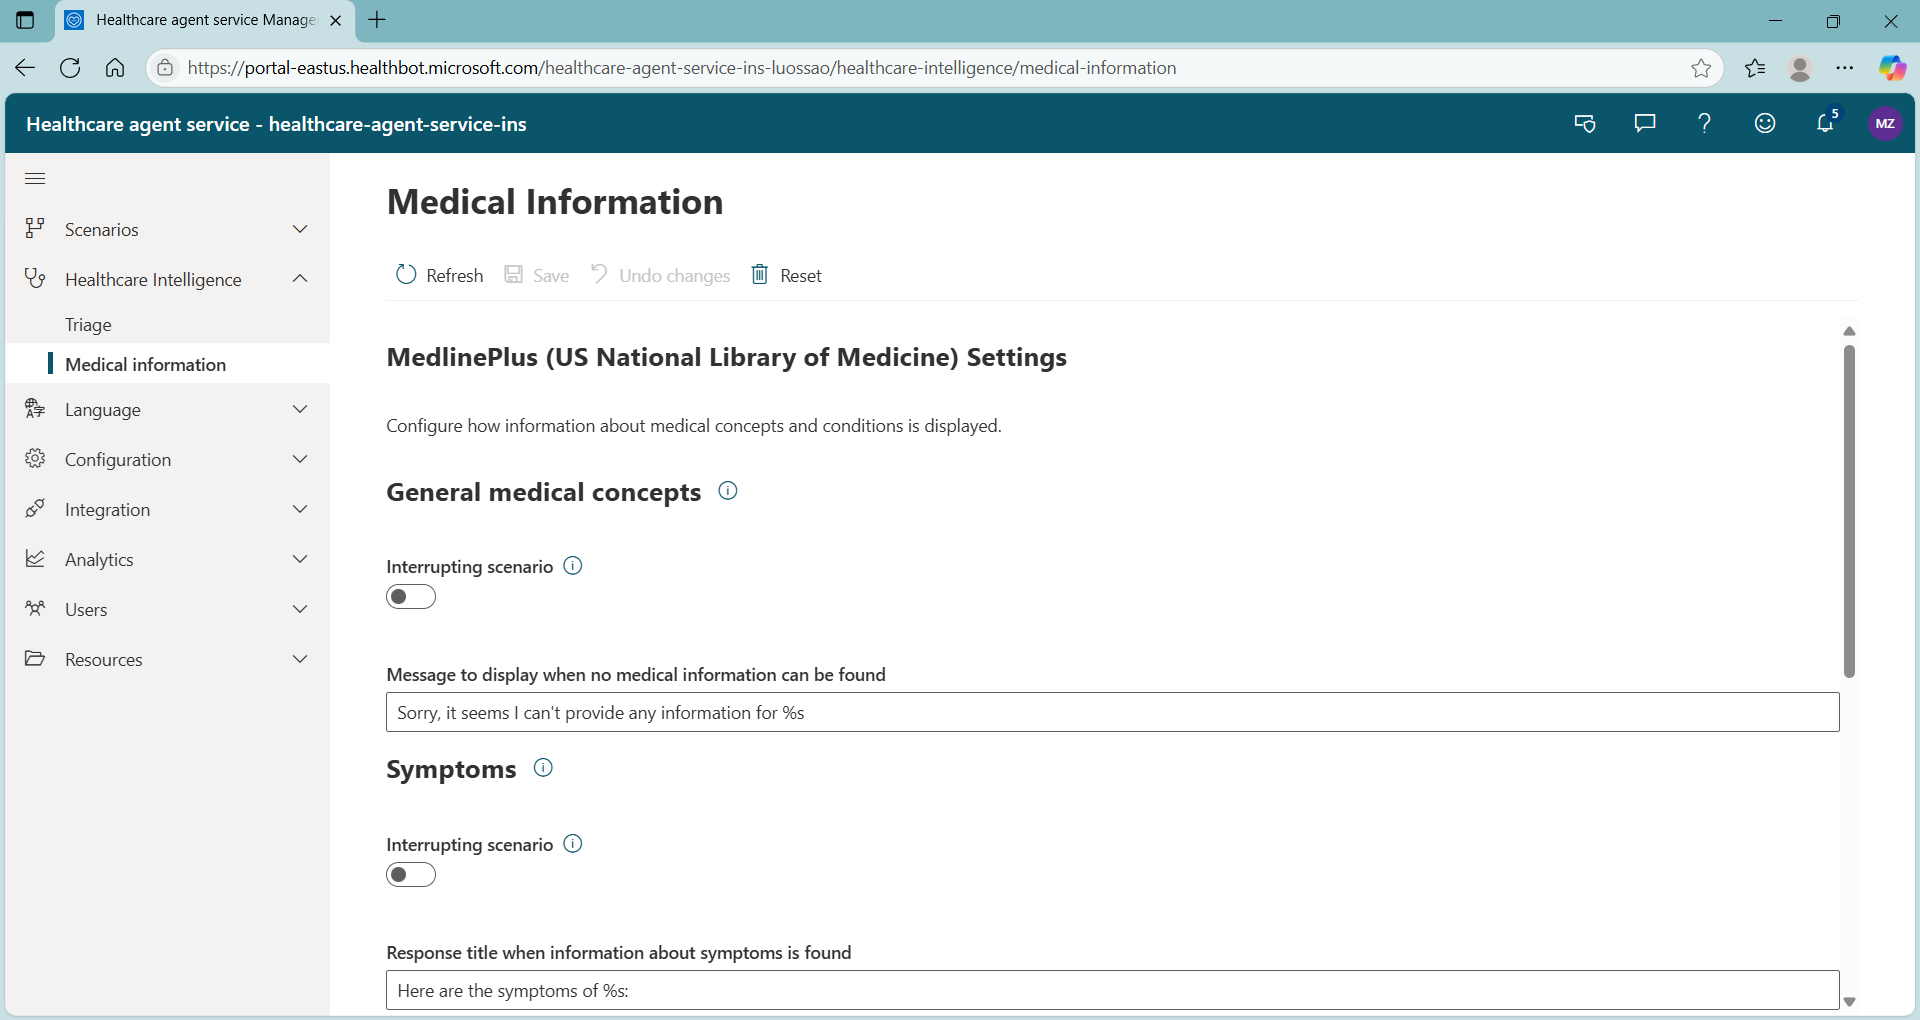 Healthcare agent service Manage
https://portal-eastus.healthbot.microsoft.com/healthcare-agent-service-ins-luossao/healthcare-intelligence/medical-information
Healthcare agent service - healthcare-agent-service-ins
5
MZ
Scenarios
Healthcare Intelligence
Triage
Medical information
Language
Configuration
Integration
Analytics
Users
Resources
Medical Information
Refresh
Save
Undo changes
Reset
MedlinePlus (US National Library of Medicine) Settings
Configure how information about medical concepts and conditions is displayed.
General medical concepts
Interrupting scenario
Message to display when no medical information can be found
Sorry, it seems I can't provide any information for %s
Symptoms
Interrupting scenario
Response title when information about symptoms is found
Here are the symptoms of %s: